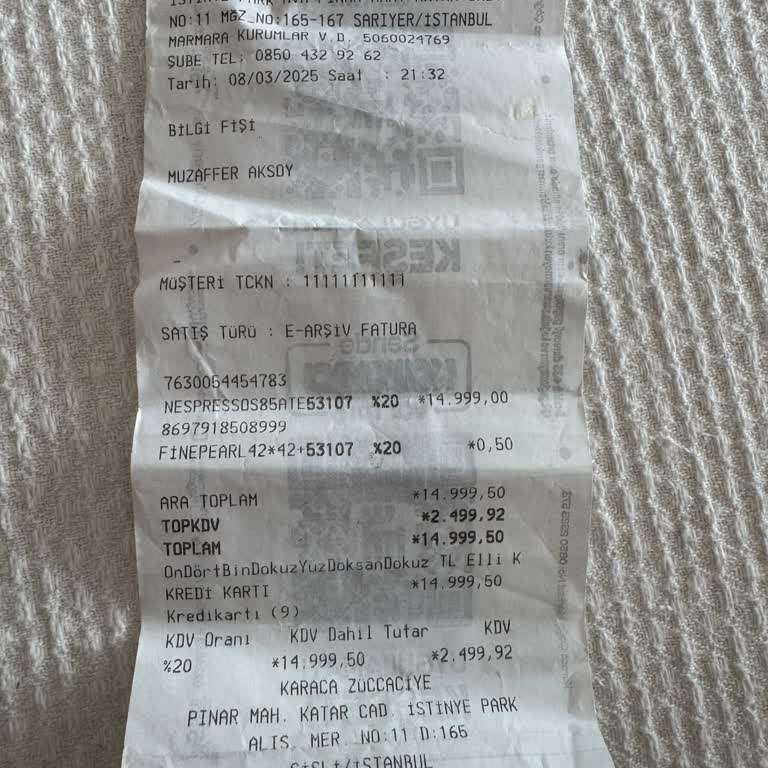 NO:11 MĞZ_NO:165-167 SARIYER/İSTANBUL
MARMARA KURUMLAR V.D. 5060024769
ŞUBE TEL: 0850 432 92 62
Tarih: 08/03/2025 Saat : 21:32
BİLGİ FİŞİ
MUZAFFER AKSOY
MÜŞTERİ TCKN : 11111111111
SATIŞ TÜRÜ : E-ARŞİV FATURA
7630054454783
NESPRESSOS85ATE53107 %20 *14.999,00
8697918508999
FİNEPEARL42*42+53107 %20 *0,50
ARA TOPLAM *14.999,50
TOPKDV *2.499,92
TOPLAM *14.999,50
OnDörtBinDokuzYüzDoksanDokuz TL Elli K
KREDİ KARTI *14.999,50
Kredikartı (9)
KDV Oranı KDV Dahil Tutar KDV
%20 *14.999,50 *2.499,92
KARACA ZÜCCACİYE
PINAR MAH. KATAR CAD. İSTİNYE PARK
ALIŞ. MER. NO:11 D:165